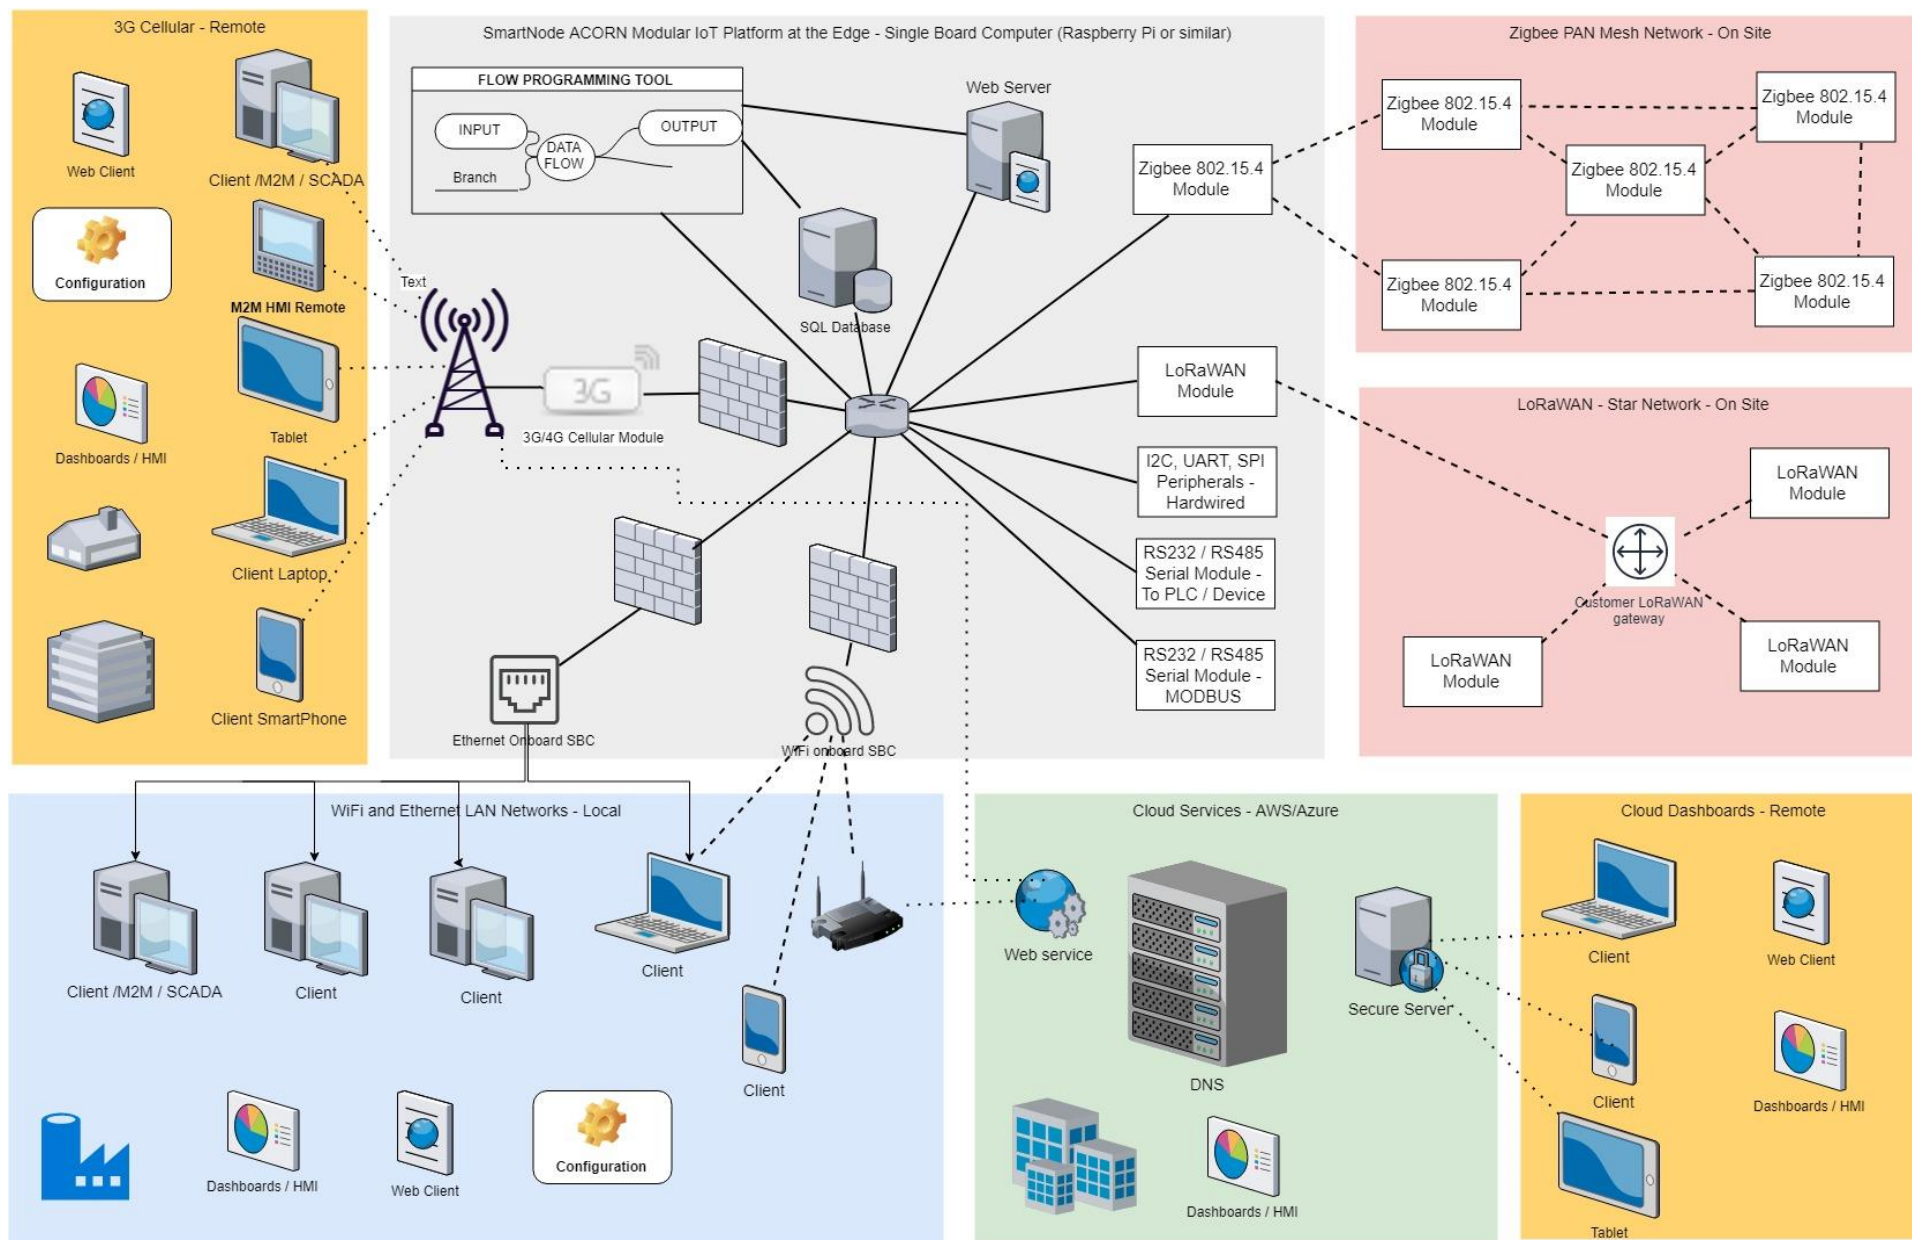 3G Cellular - Remote
Web Client
Client /M2M / SCADA
Configuration
M2M HMI Remote
Tablet
Dashboards / HMI
Client Laptop
Client SmartPhone
SmartNode ACORN Modular IoT Platform at the Edge - Single Board Computer (Raspberry Pi or similar)
FLOW PROGRAMMING TOOL
INPUT
OUTPUT
DATA
FLOW
Branch
Web Server
SQL Database
Text
3G
3G/4G Cellular Module
Zigbee 802.15.4
Module
LoRaWAN
Module
I2C, UART, SPI
Peripherals -
Hardwired
RS232 / RS485
Serial Module -
To PLC / Device
RS232 / RS485
Serial Module -
MODBUS
Ethernet Onboard SBC
WiFi onboard SBC
Zigbee PAN Mesh Network - On Site
Zigbee 802.15.4
Module
Zigbee 802.15.4
Module
Zigbee 802.15.4
Module
Zigbee 802.15.4
Module
Zigbee 802.15.4
Module
LoRaWAN - Star Network - On Site
LoRaWAN
Module
Customer LoRaWAN
gateway
LoRaWAN
Module
LoRaWAN
Module
WiFi and Ethernet LAN Networks - Local
Client /M2M / SCADA
Client
Client
Client
Client
Dashboards / HMI
Web Client
Configuration
Cloud Services - AWS/Azure
Web service
DNS
Secure Server
Dashboards / HMI
Cloud Dashboards - Remote
Client
Web Client
Client
Dashboards / HMI
Tablet